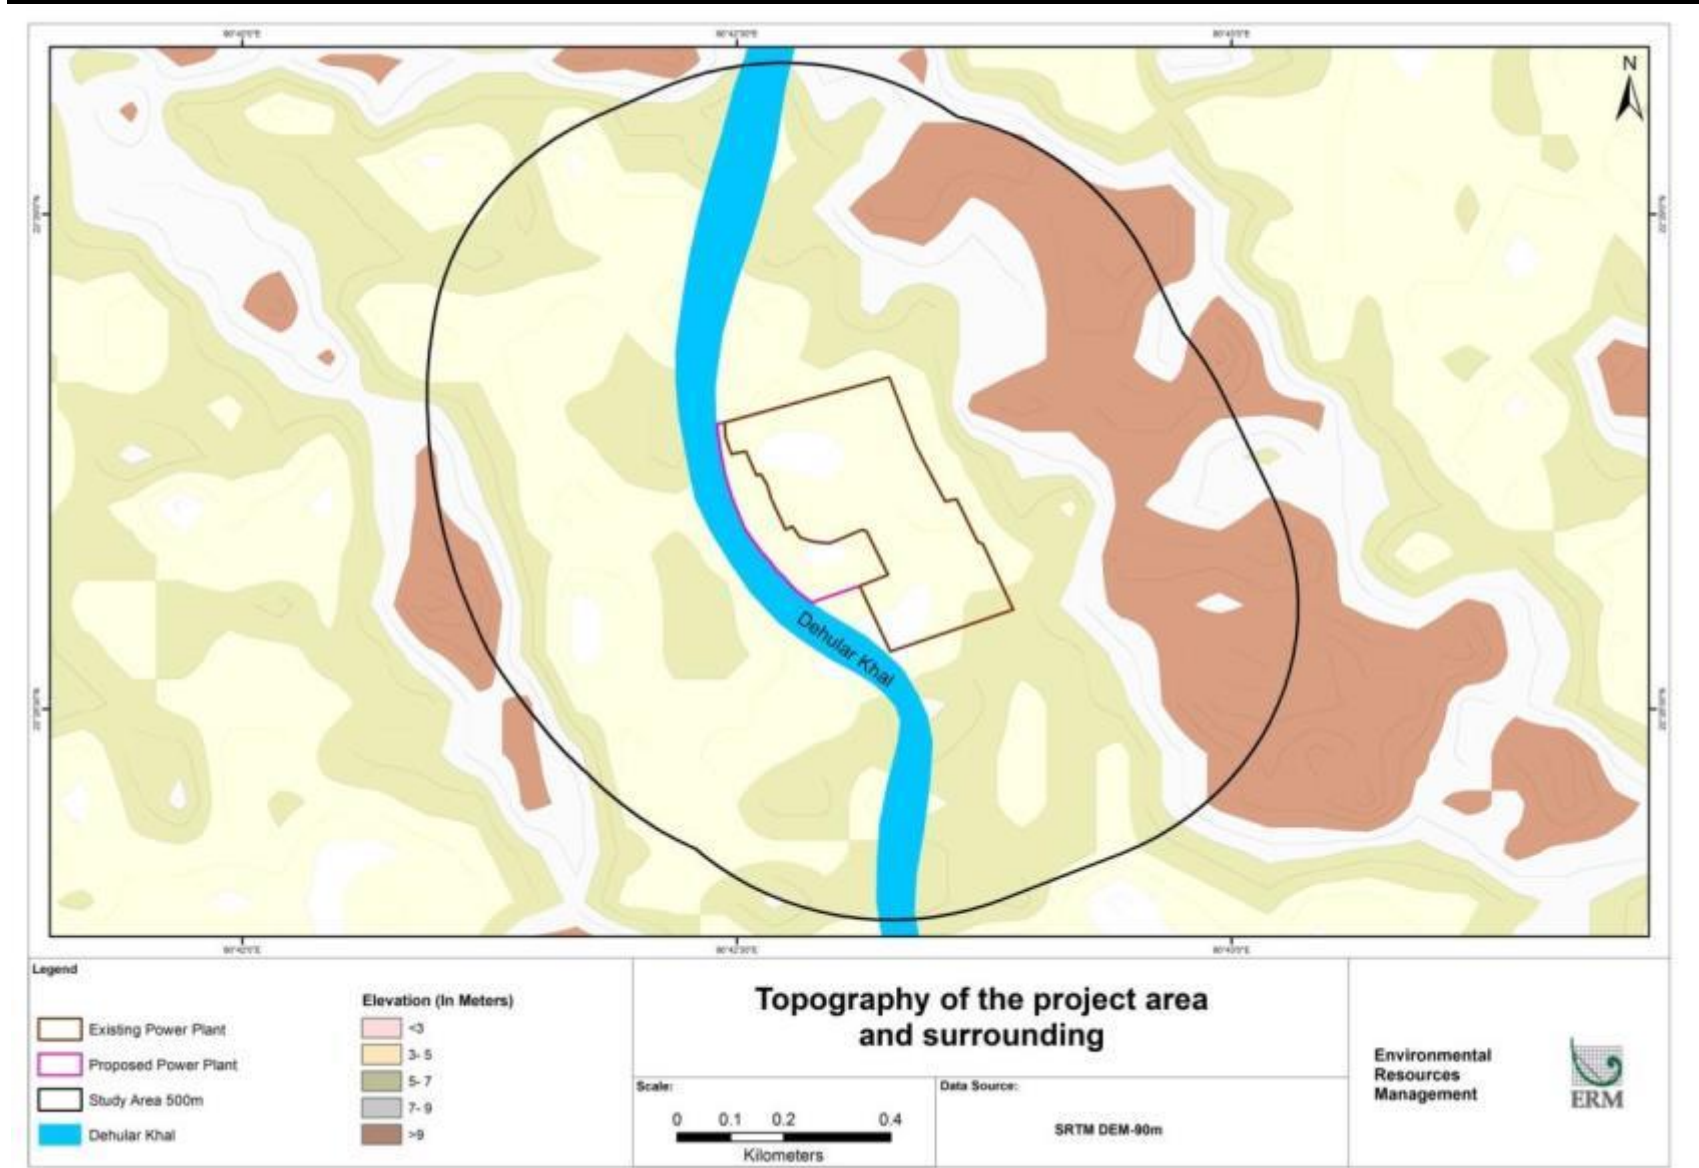 N
Dehular Khal
Legend
Existing Power Plant
Proposed Power Plant
Study Area 500m
Dehular Khal
Elevation (In Meters)
<3
3- 5
5- 7
7- 9
>9
Topography of the project area
and surrounding
Scale:
0 0.1 0.2 0.4
Kilometers
Data Source:
SRTM DEM-90m
Environmental
Resources
Management
ERM